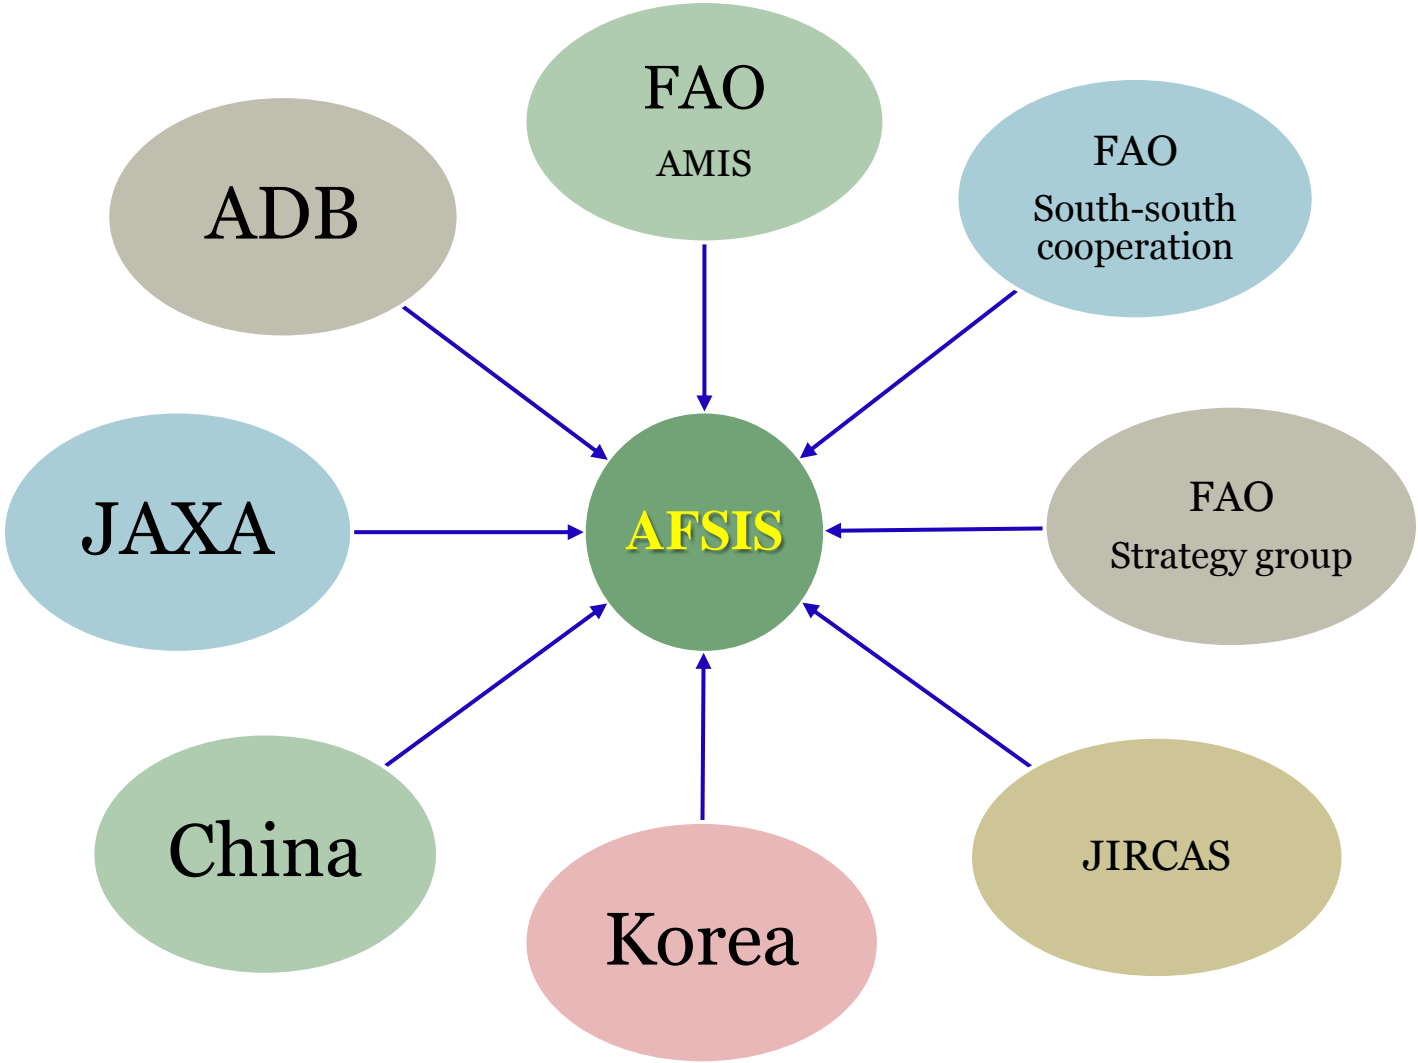 FAO
AMIS
FAO
South-south
cooperation
ADB
FAO
Strategy group
JAXA
AFSIS
JIRCAS
China
Korea